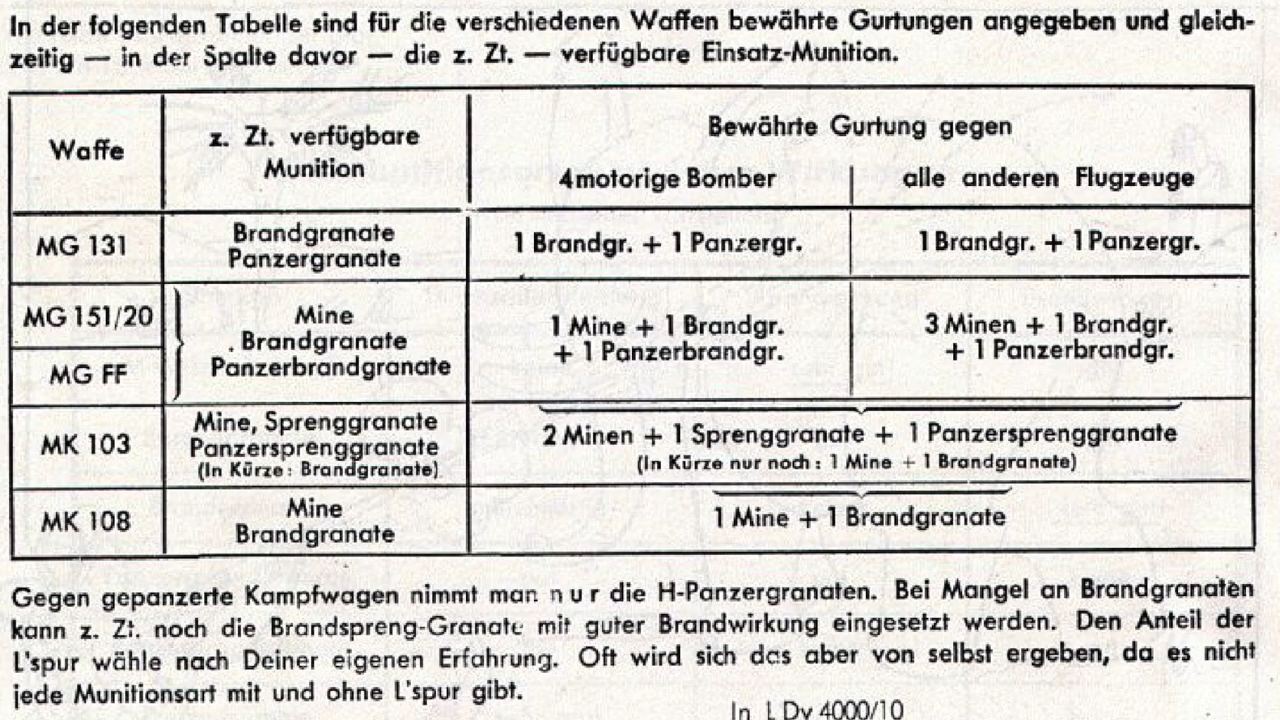 In der folgenden Tabelle sind für die verschiedenen Waffen bewährte Gurtungen angegeben und gleich-
zeitig — in der Spalte davor — die z. Zt. — verfügbare Einsatz-Munition.
Waffe
z. Zt. verfügbare
Munition
Bewährte Gurtung gegen
4motorige Bomber
alle anderen Flugzeuge
MG 131
Brandgranate
Panzergranate
1 Brandgr. + 1 Panzergr.
1 Brandgr. + 1 Panzergr.
MG 151/20
MG FF
Mine
Brandgranate
Panzerbrandgranate
1 Mine + 1 Brandgr.
+ 1 Panzerbrandgr.
3 Minen + 1 Brandgr.
+ 1 Panzerbrandgr.
MK 103
Mine, Sprenggranate
Panzersprenggranate
(In Kürze: Brandgranate)
2 Minen + 1 Sprenggranate + 1 Panzersprenggranate
(In Kürze nur noch: 1 Mine + 1 Brandgranate)
MK 108
Mine
Brandgranate
1 Mine + 1 Brandgranate
Gegen gepanzerte Kampfwagen nimmt man nur die H-Panzergranaten. Bei Mangel an Brandgranaten
kann z. Zt. noch die Brandspreng-Granate mit guter Brandwirkung eingesetzt werden. Den Anteil der
L'spur wähle nach Deiner eigenen Erfahrung. Oft wird sich das aber von selbst ergeben, da es nicht
jede Munitionsart mit und ohne L'spur gibt.
In L Dv 4000/10